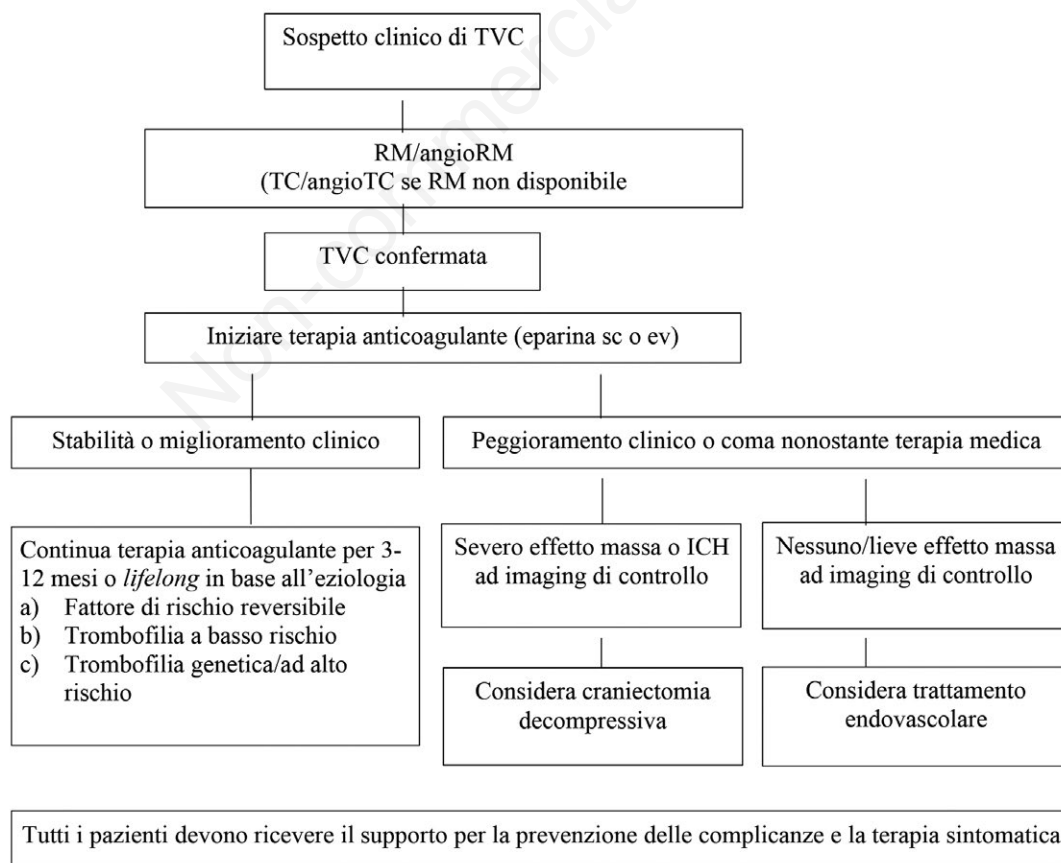 Sospetto clinico di TVC
RM/angioRM
(TC/angioTC se RM non disponibile
TVC confermata
Iniziare terapia anticoagulante (eparina sc o ev)
Stabilità o miglioramento clinico
Peggioramento clinico o coma nonostante terapia medica
Continua terapia anticoagulante per 3-
12 mesi o lifelong in base all'eziologia
a) Fattore di rischio reversibile
b) Trombofilia a basso rischio
c) Trombofilia genetica/ad alto
rischio
Severo effetto massa o ICH
ad imaging di controllo
Nessuno/lieve effetto massa
ad imaging di controllo
Considera craniectomia
decompressiva
Considera trattamento
endovascolare
Tutti i pazienti devono ricevere il supporto per la prevenzione delle complicanze e la terapia sintomatica